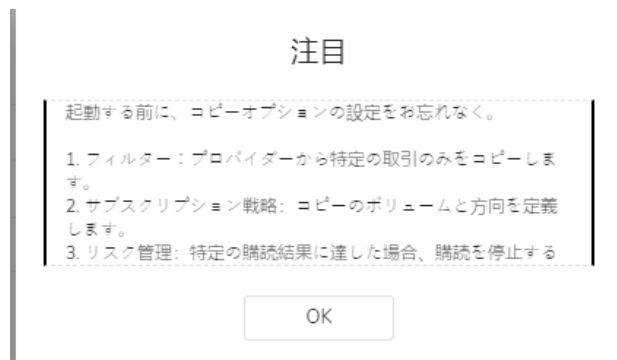 注目
起動する前に、コピーオプションの設定をお忘れなく。
1. フィルター：プロバイダーから特定の取引のみをコピーしま
す。
2. サブスクリプション戦略: コピーのボリュームと方向を定義
します。
3. リスク管理: 特定の購読結果に達した場合、購読を停止する
OK